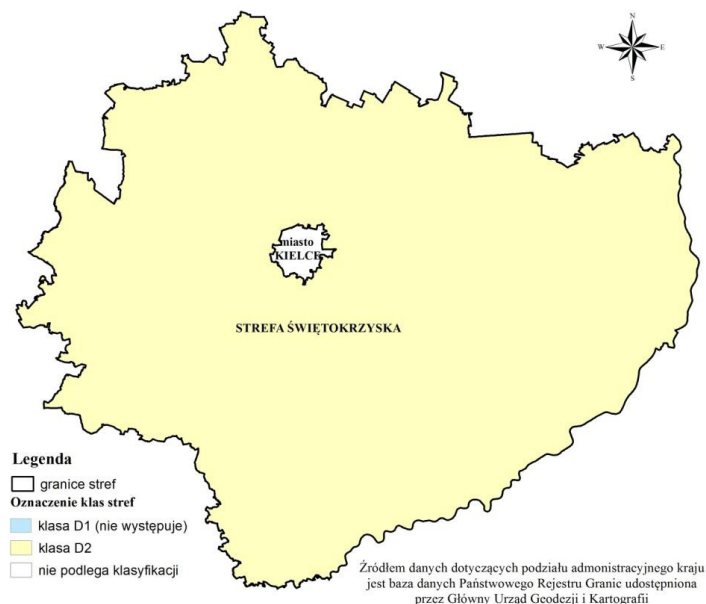 N
W
E
S
miasto
KIELCE
STREFA ŚWIĘTOKRZYSKA
Legenda
granice stref
Oznaczenie klas stref
klasa D1 (nie występuje)
klasa D2
nie podlega klasyfikacji
Źródłem danych dotyczących podziału admonistracyjnego kraju
jest baza danych Państwowego Rejestru Granic udostępniona
przez Główny Urząd Geodezji i Kartografii